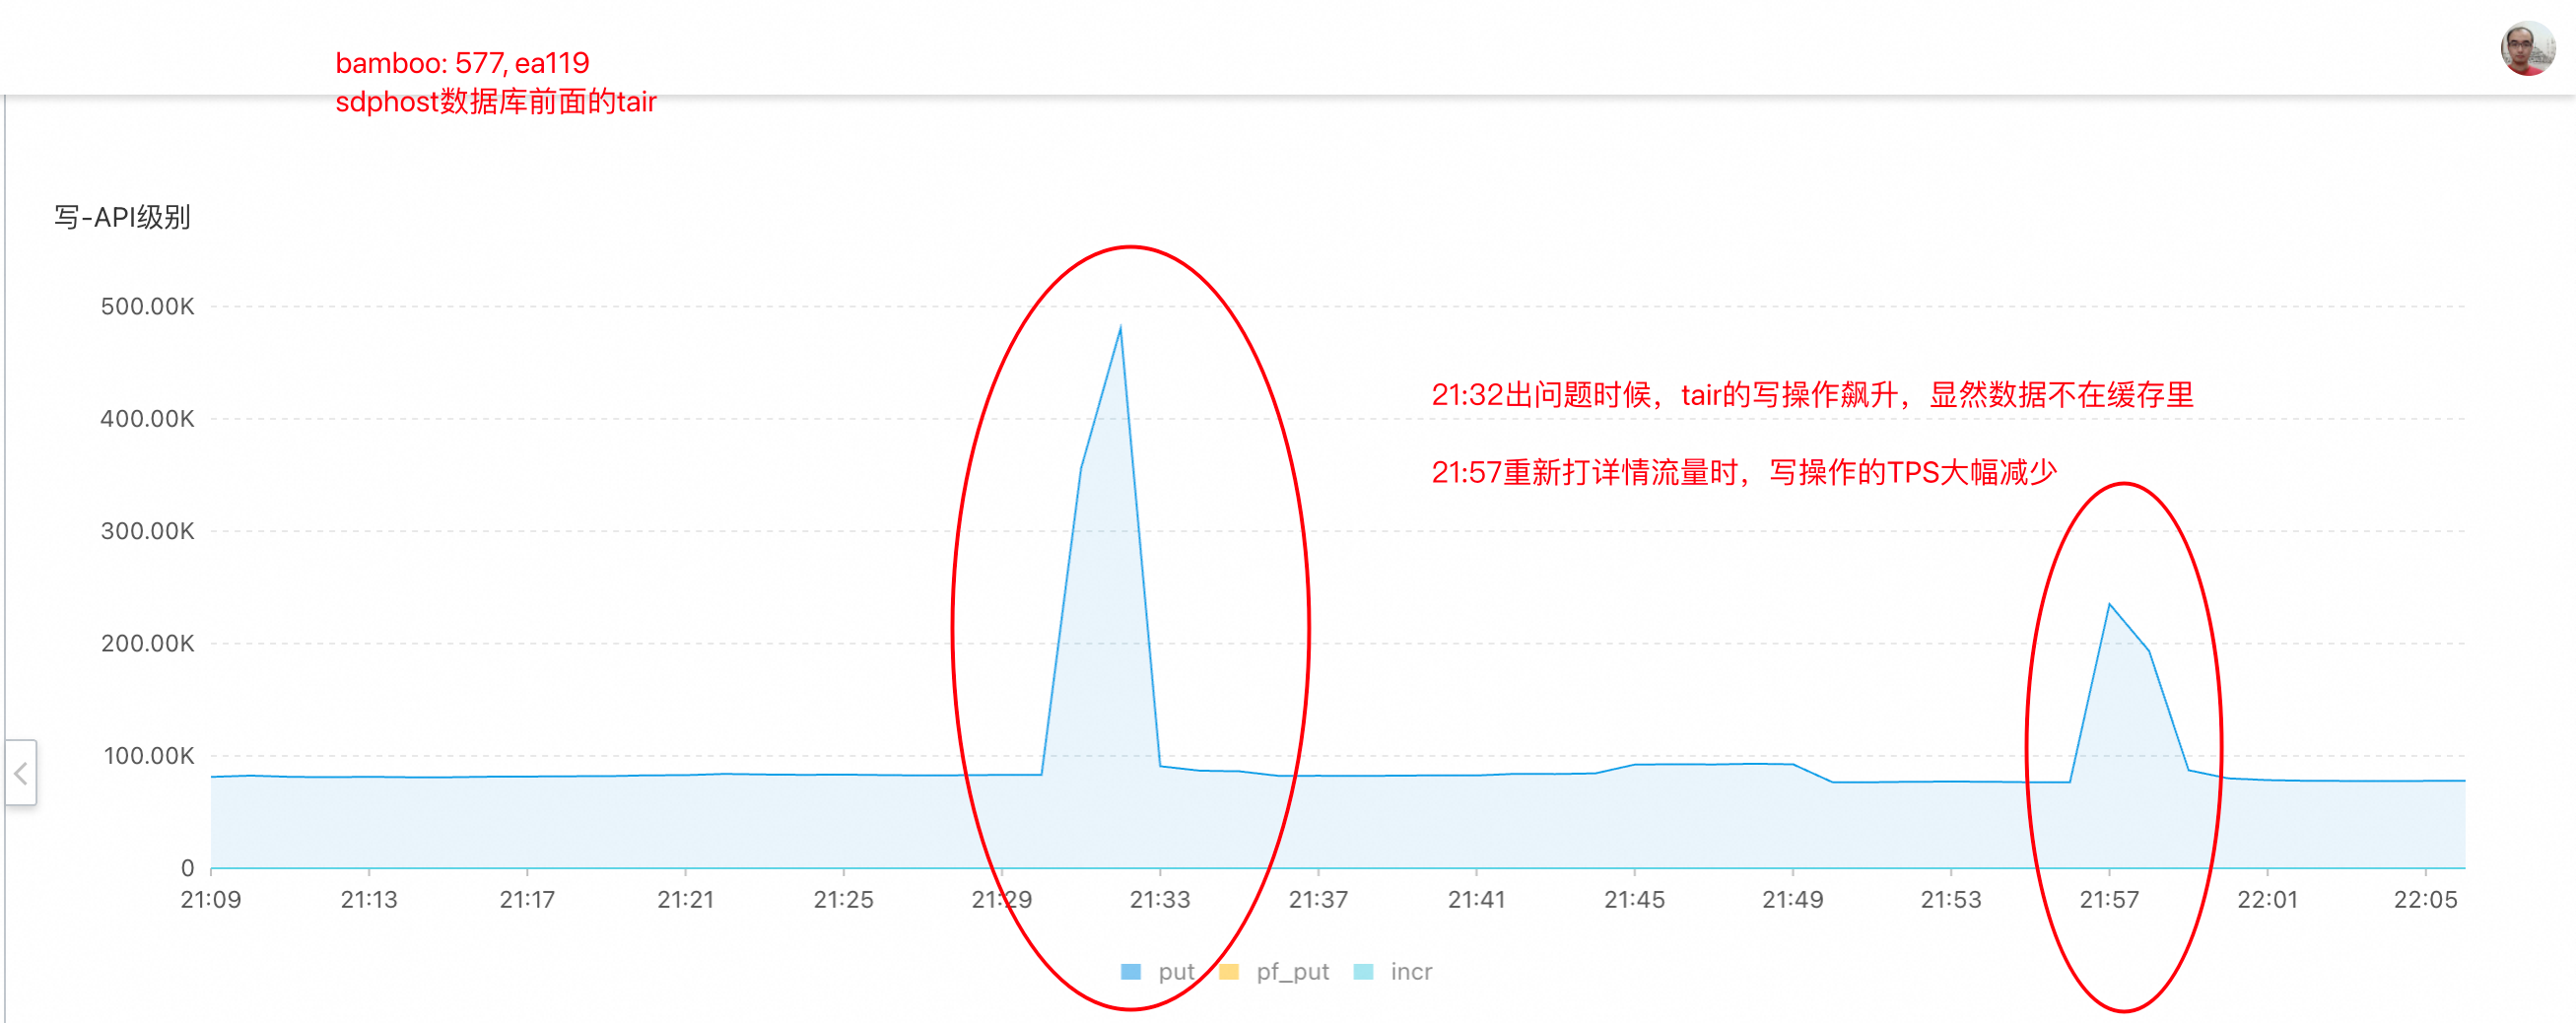 bamboo: 577, ea119
sdphost数据库前面的tair
写-API级别
500.00K
400.00K
300.00K
200.00K
100.00K
0
21:32出问题时候，tair的写操作飙升，显然数据不在缓存里
21:57重新打详情流量时，写操作的TPS大幅减少
21:09 21:13 21:17 21:21 21:25 21:29 21:33 21:37 21:41 21:45 21:49 21:53 21:57 22:01 22:05
put pf_put incr